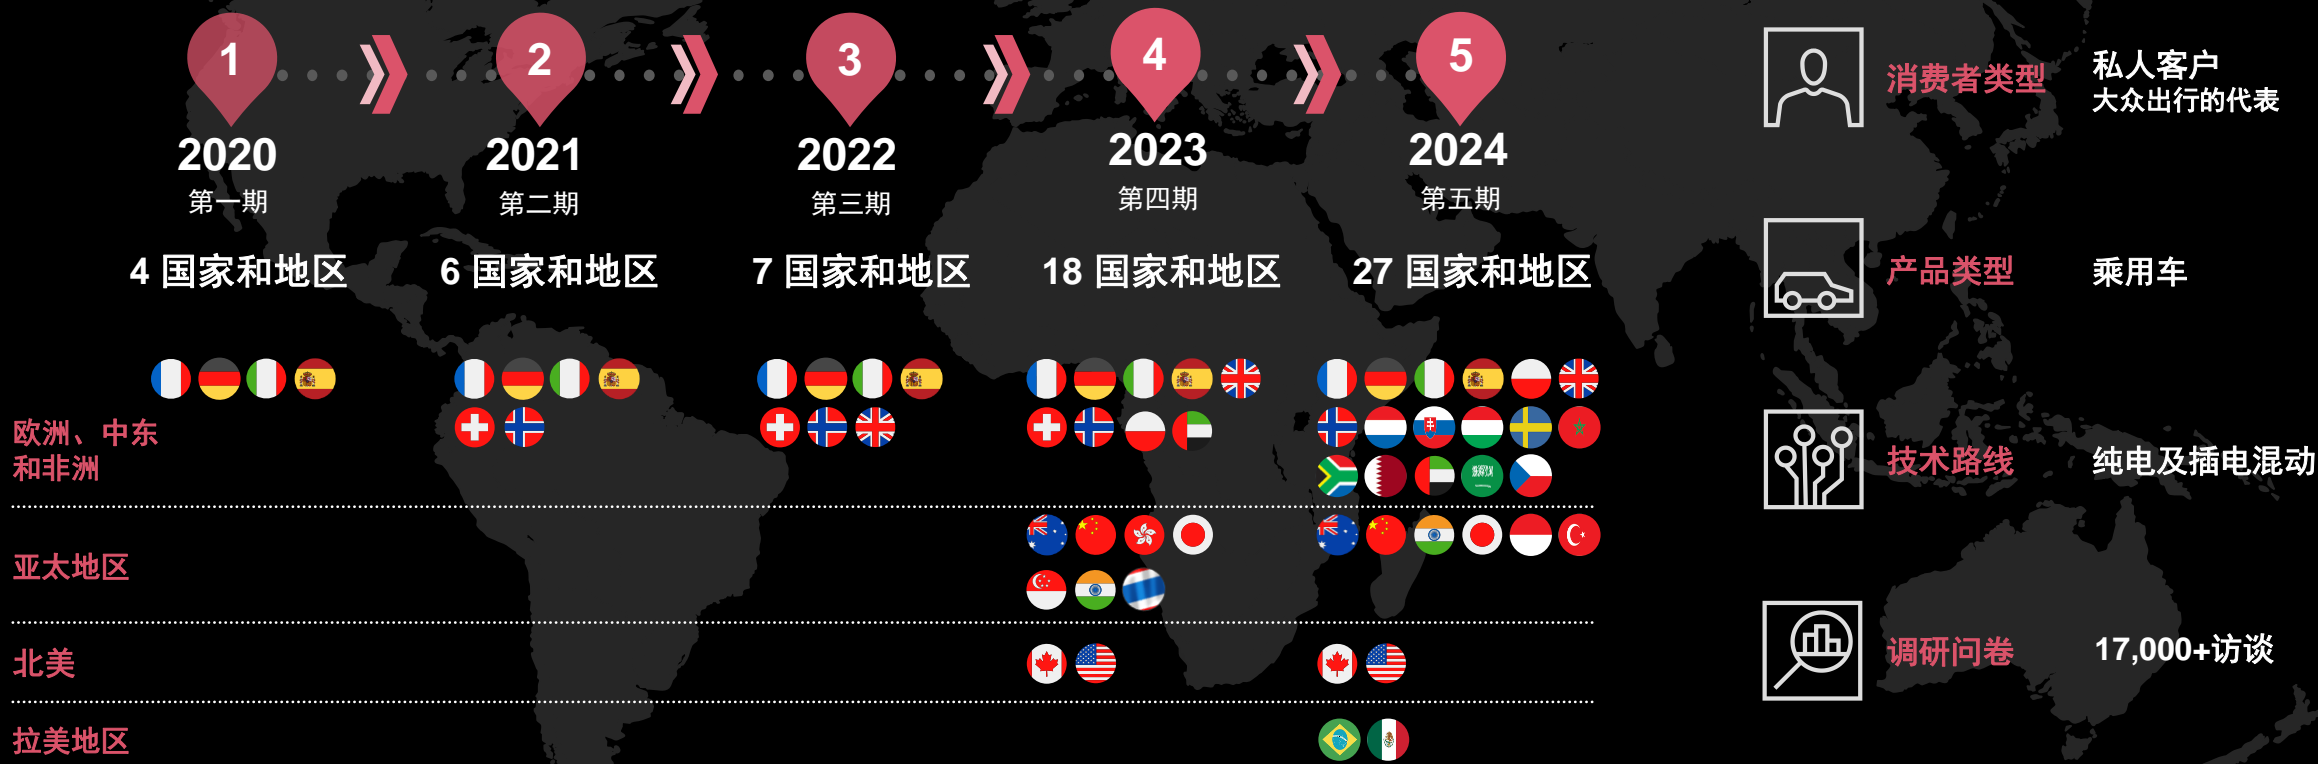 1
2
3
4
5
2020
2021
2022
2023
2024
第一期
第二期
第三期
第四期
第五期
4 国家和地区
6 国家和地区
7 国家和地区
18 国家和地区
27 国家和地区
欧洲、中东
和非洲
亚太地区
北美
拉美地区
消费者类型
私人客户
大众出行的代表
产品类型
乘用车
技术路线
纯电及插电混动
调研问卷
17,000+访谈